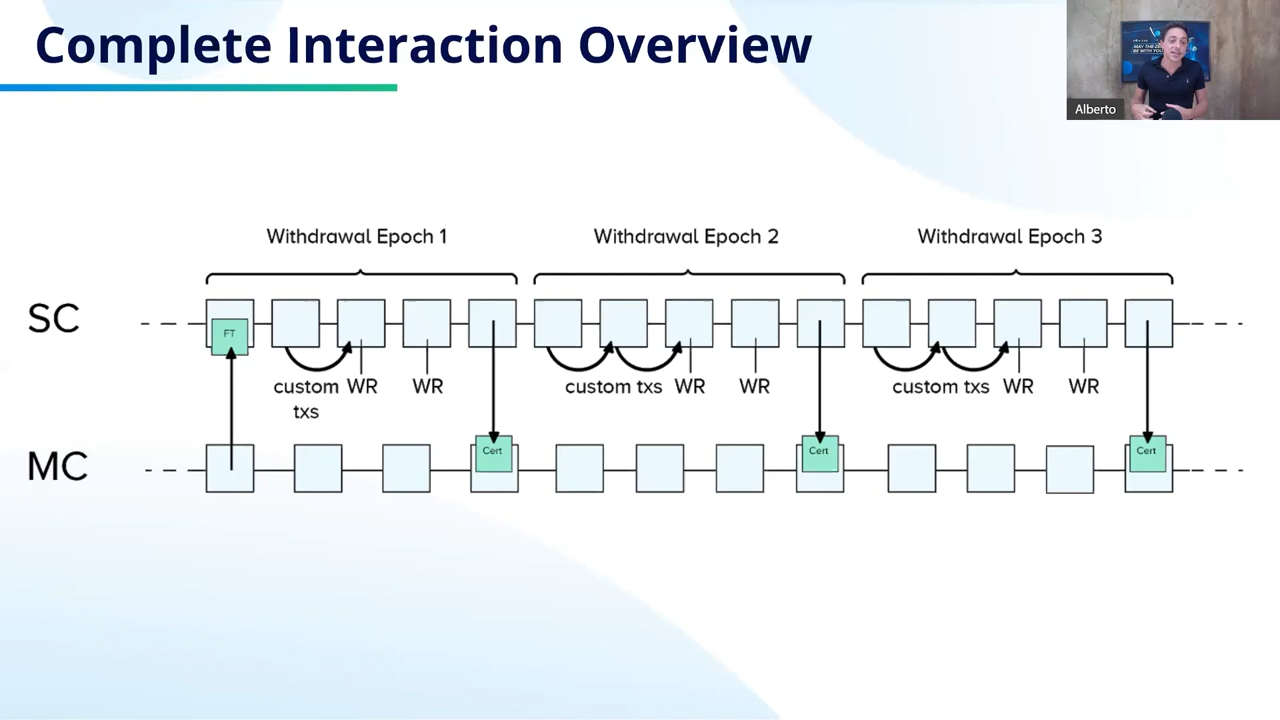 Complete Interaction Overview
Alberto
Withdrawal Epoch 1
Withdrawal Epoch 2
Withdrawal Epoch 3
SC
FT
custom txs
WR
WR
custom txs
WR
WR
custom txs
WR
WR
MC
Cert
Cert
Cert